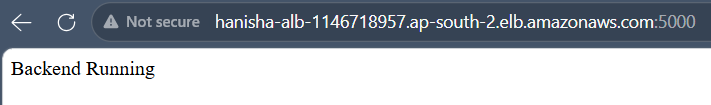 Not secure hanisha-alb-1146718957.ap-south-2.elb.amazonaws.com:5000
Backend Running